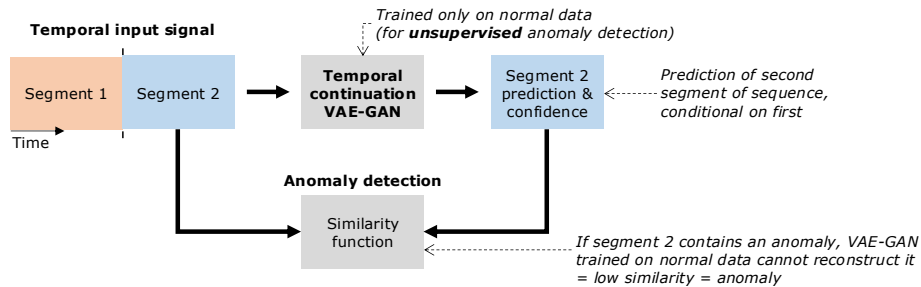 Trained only on normal data
(for unsupervised anomaly detection)
Temporal input signal
Segment 1
Segment 2
Time
Temporal
continuation
VAE-GAN
Segment 2
prediction &
confidence
Prediction of second
segment of sequence,
conditional on first
Anomaly detection
Similarity
function
If segment 2 contains an anomaly, VAE-GAN
trained on normal data cannot reconstruct it
= low similarity = anomaly